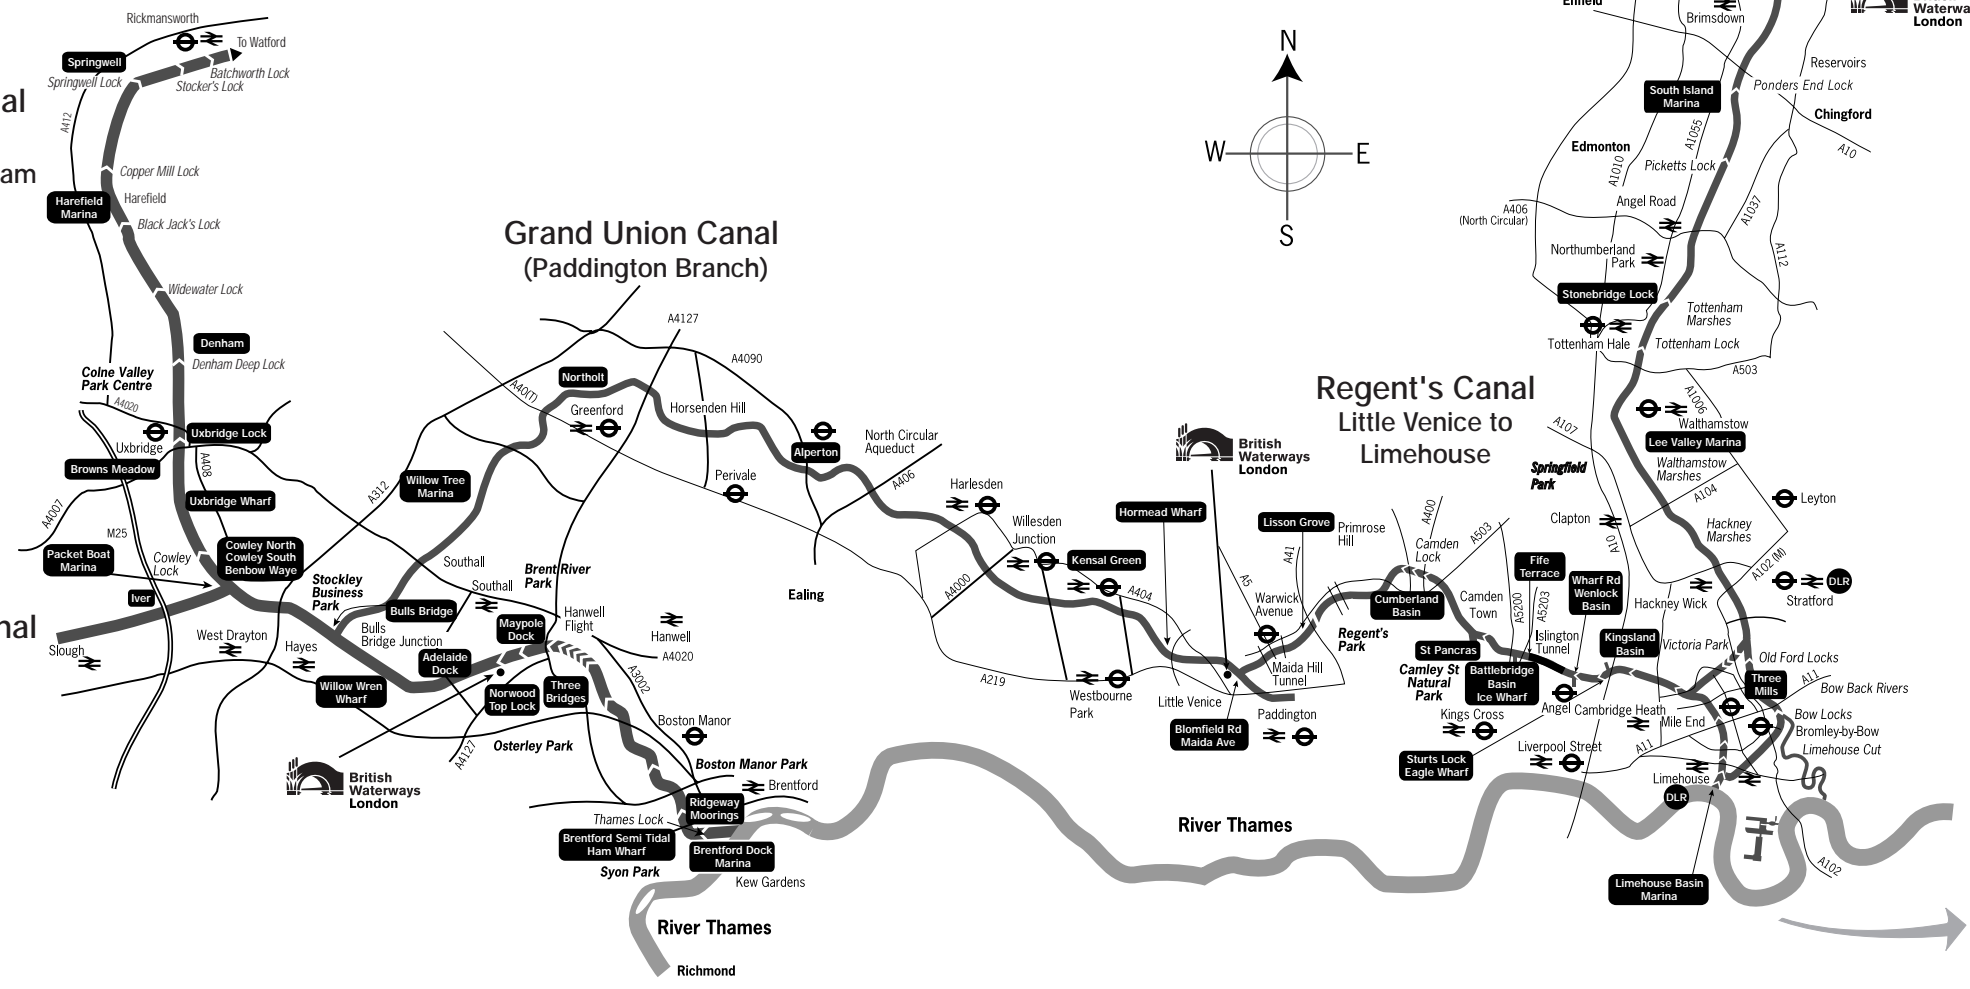 Rickmansworth
To Watford
Springwell
Springwell Lock
Batchworth Lock
Stocker's Lock
al
A412
am
Copper Mill Lock
Harefield
Marina
Harefield
Black Jack's Lock
Widewater Lock
Denham
Denham Deep Lock
Colne Valley
Park Centre
A4020
Uxbridge Lock
Uxbridge
Browns Meadow
A408
Uxbridge Wharf
A4007
M25
Packet Boat
Marina
Cowley
Lock
Cowley North
Cowley South
Benbow Waye
Iver
nal
Slough
West Drayton
Hayes
Stockley
Business
Park
Grand Union Canal
(Paddington Branch)
A4127
A4090
A40(T)
Northolt
Greenford
Horsenden Hill
A312
Willow Tree
Marina
Perivale
Alperton
North Circular
Aqueduct
A406
Ealing
Southall
Southall
Brent River
Park
Bulls Bridge
Bulls
Bridge Junction
Maypole
Dock
Hanwell
Flight
Hanwell
A4020
Adelaide
Dock
Willow Wren
Wharf
Norwood
Top Lock
Three
Bridges
A3002
Boston Manor
A4127
Osterley Park
British
Waterways
London
Boston Manor Park
Brentford
Ridgeway
Moorings
Thames Lock
Brentford Semi Tidal
Ham Wharf
Brentford Dock
Marina
Syon Park
Kew Gardens
River Thames
Richmond
N
W
E
S
Harlesden
Willesden
Junction
Kensal Green
A4000
A404
A219
Westbourne
Park
Hormead Wharf
British
Waterways
London
Lisson Grove
Primrose
Hill
A41
A5
Warwick
Avenue
Little Venice
Maida Hill
Tunnel
Blomfield Rd
Maida Ave
Paddington
Regent's
Park
River Thames
Regent's Canal
Little Venice to
Limehouse
A400
Camden
Lock
A503
Cumberland
Basin
Camden
Town
A5200
Fife
Terrace
A5203
Wharf Rd
Wenlock
Basin
Islington
Tunnel
St Pancras
Camley St
Natural
Park
Battlebridge
Basin
Ice Wharf
Kings Cross
Angel
Kingsland
Basin
Cambridge Heath
Sturts Lock
Eagle Wharf
Liverpool Street
A11
Mile End
Victoria Park
Hackney Wick
Old Ford Locks
Three
Mills
A11
Bow Back Rivers
Bow Locks
Bromley-by-Bow
Limehouse Cut
Limehouse
DLR
Limehouse Basin
Marina
A102
Enfield
Brimsdown
Waterwa
London
Reservoirs
Ponders End Lock
South Island
Marina
Chingford
A10
A1055
Edmonton
A1010
Picketts Lock
Angel Road
A406
(North Circular)
A1037
A112
Northumberland
Park
Stonebridge Lock
Tottenham
Marshes
Tottenham Hale
Tottenham Lock
A503
A1006
Walthamstow
Lee Valley Marina
A107
Springfield
Park
Walthamstow
Marshes
A104
Leyton
Clapton
A10
Hackney
Marshes
A102(M)
DLR
Stratford